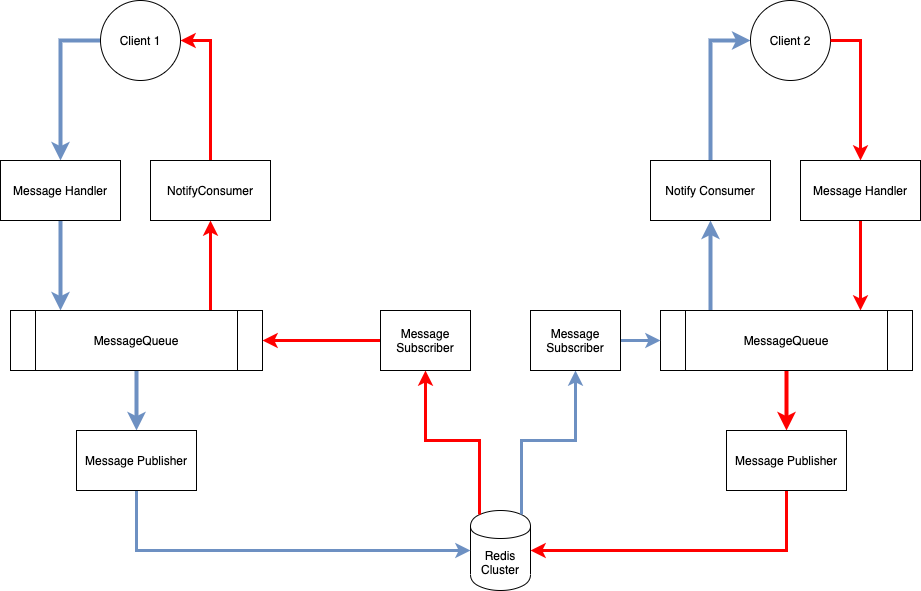 Client 1
Client 2
Message Handler
NotifyConsumer
Notify Consumer
Message Handler
MessageQueue
Message
Subscriber
Message
Subscriber
MessageQueue
Message Publisher
Message Publisher
Redis
Cluster